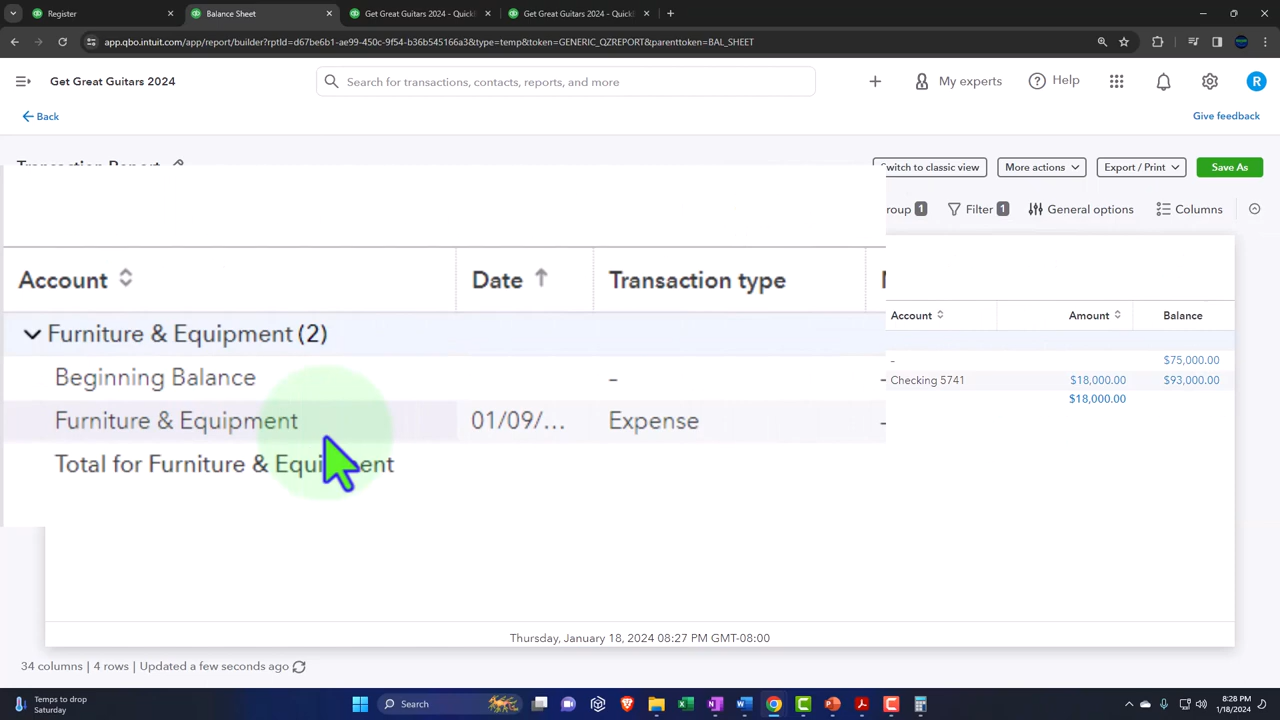 Register
Balance Sheet
Get Great Guitars 2024 - Quick
Get Great Guitars 2024 - Quick
app.qbo.intuit.com/app/report/builder?rptId=d67be6b1-ae99-450c-9f54-b36b545166a3&type=temp&token=GENERIC_QZREPORT&parenttoken=BAL_SHEET
Get Great Guitars 2024
Search for transactions, contacts, reports, and more
My experts
Help
R
Back
Give feedback
Transaction Report
Switch to classic view
More actions
Export / Print
Save As
roup 1
Filter 1
General options
Columns
Account
Date
Transaction type
Account
Amount
Balance
Furniture & Equipment (2)
Beginning Balance
–
–
$75,000.00
Furniture & Equipment
01/09/...
Expense
Checking 5741
$18,000.00
$93,000.00
Total for Furniture & Equipment
$18,000.00
Thursday, January 18, 2024 08:27 PM GMT-08:00
34 columns | 4 rows | Updated a few seconds ago
Temps to drop
Saturday
Search
8:28 PM
1/18/2024